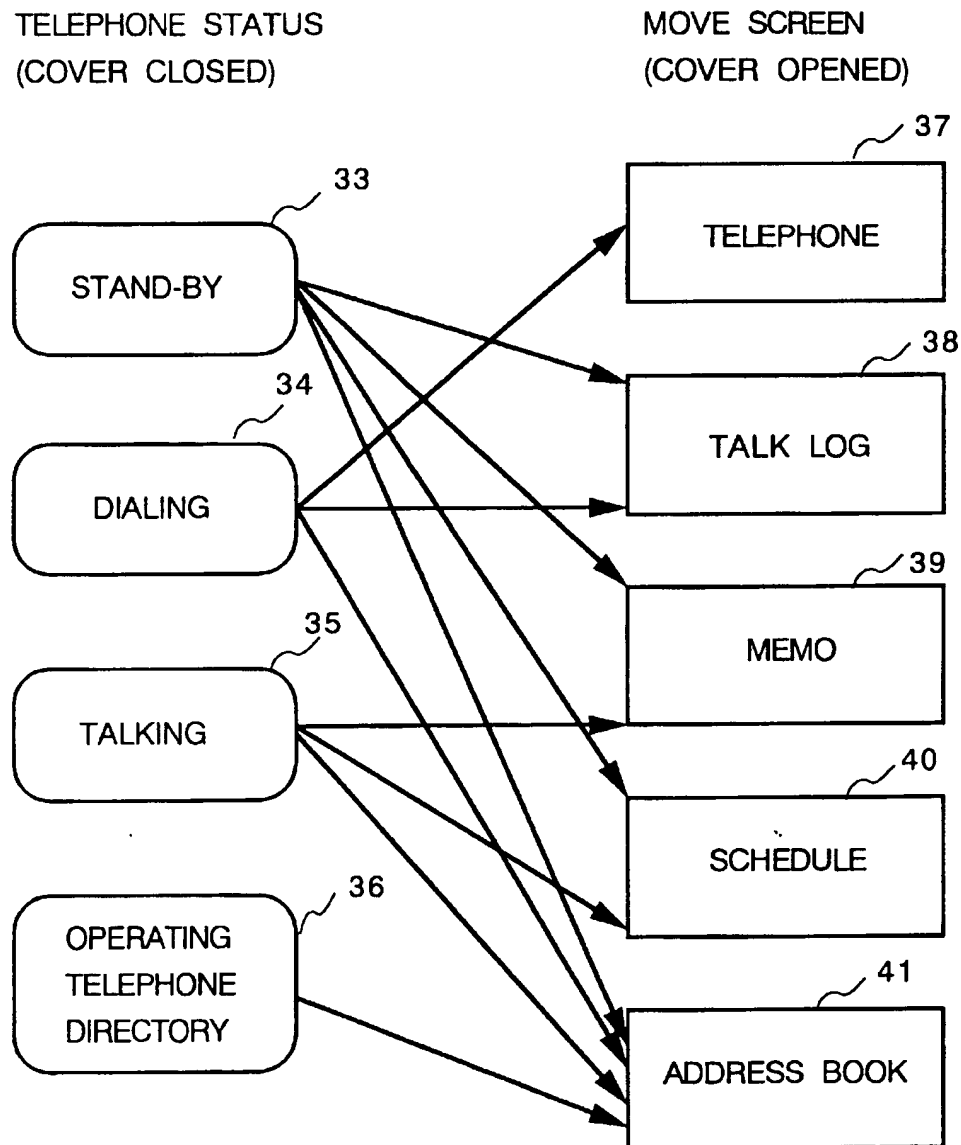 TELEPHONE STATUS
(COVER CLOSED)
MOVE SCREEN
(COVER OPENED)
33
STAND-BY
34
DIALING
35
TALKING
36
OPERATING
TELEPHONE
DIRECTORY
37
TELEPHONE
38
TALK LOG
39
MEMO
40
SCHEDULE
41
ADDRESS BOOK